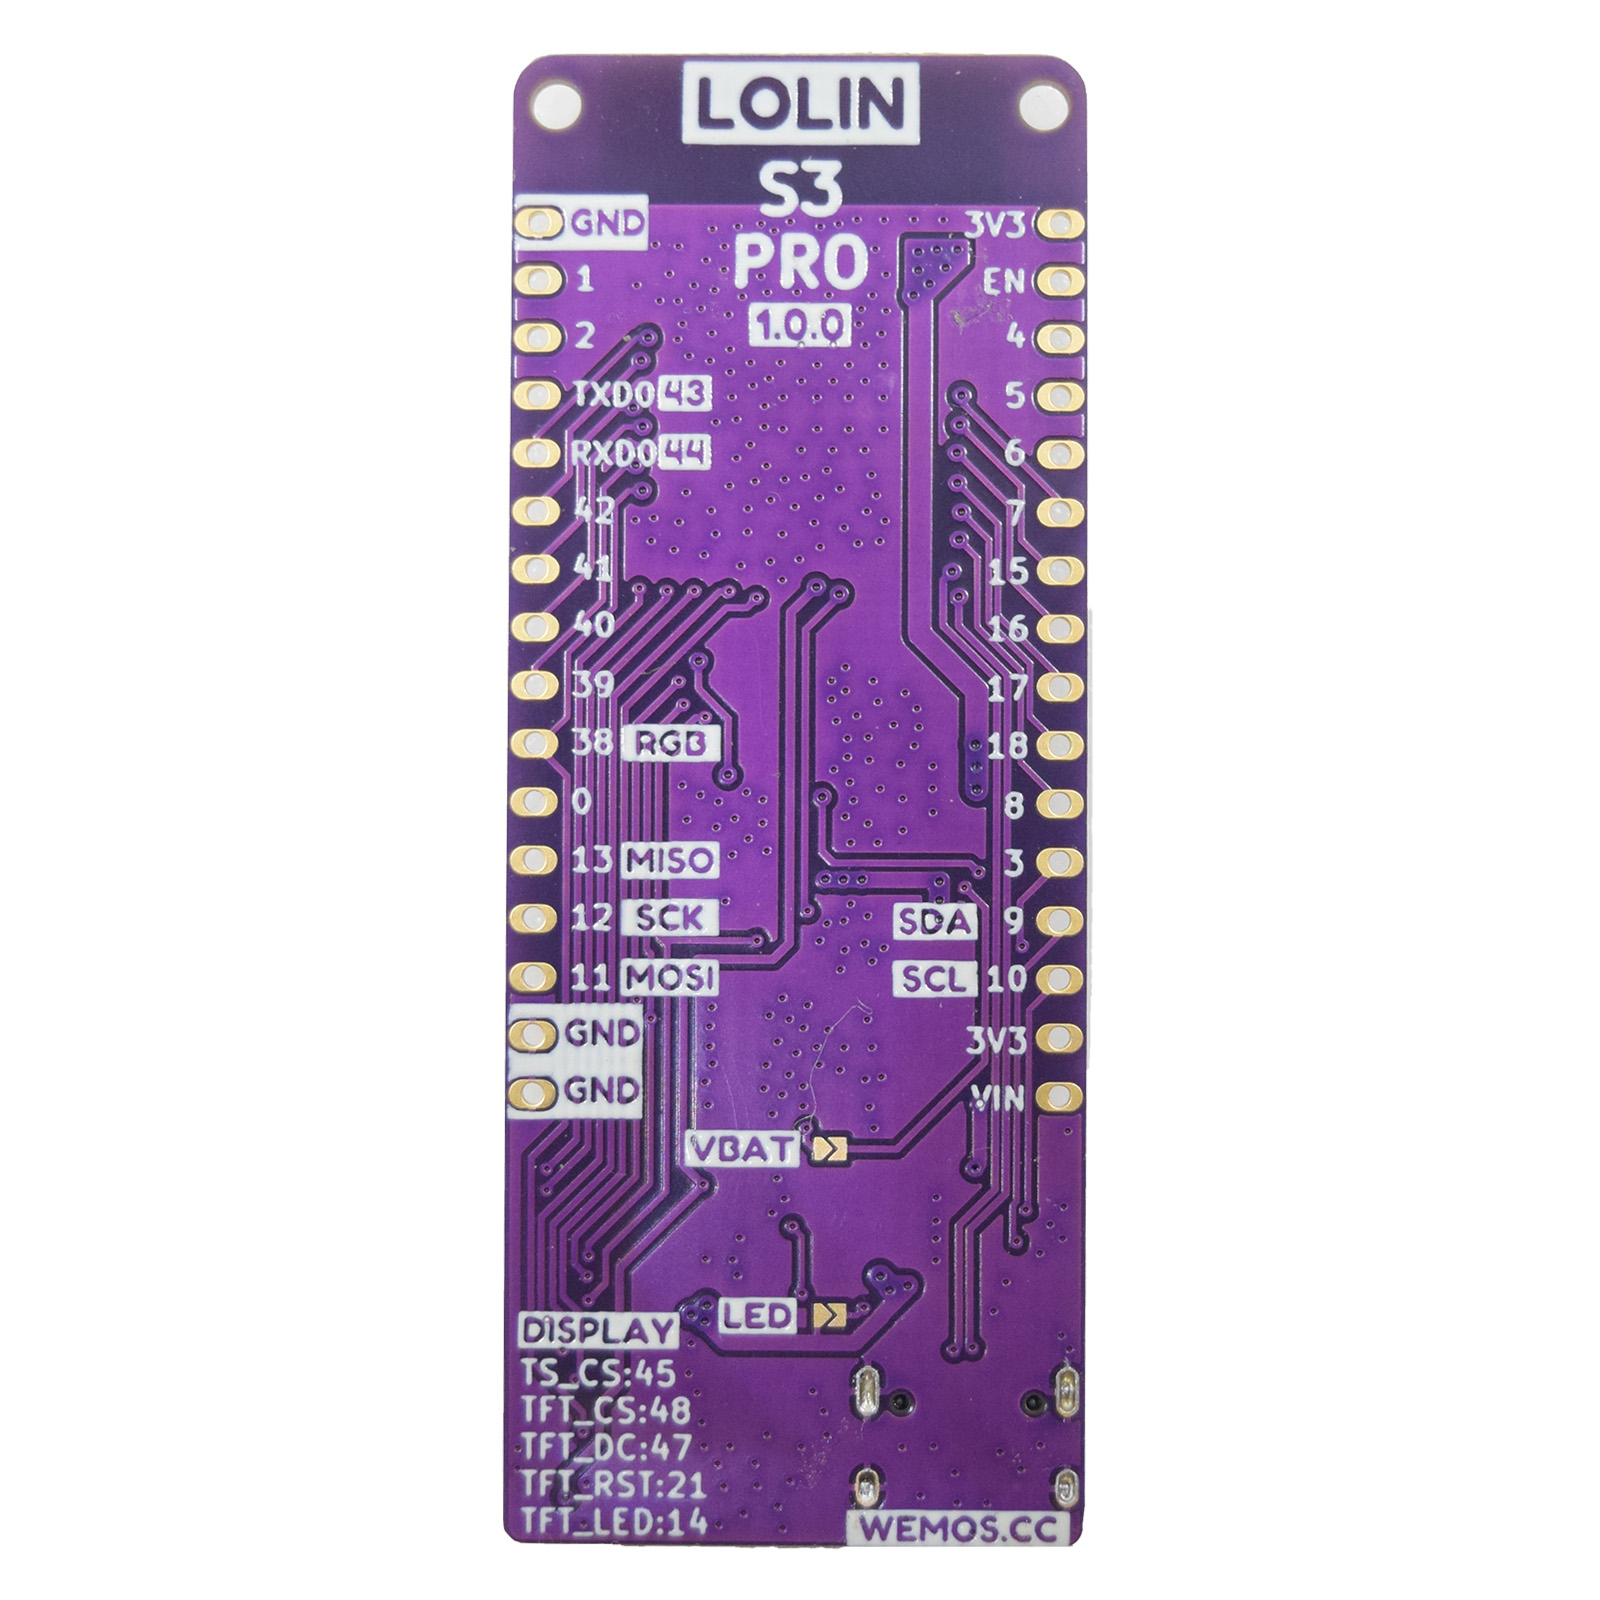 LOLIN
S3
PRO
1.0.0
GND 3V3
1 EN
2 4
TXD0 43 5
RXD0 44 6
42 7
41 15
40 16
39 17
38 RGB 18
0 8
13 MISO 3
12 SCK SDA 9
11 MOSI SCL 10
GND 3V3
GND VIN
VBAT
LED
DISPLAY
TS_CS:45
TFT_CS:48
TFT_DC:47
TFT_RST:21
TFT_LED:14
WEMOS.CC